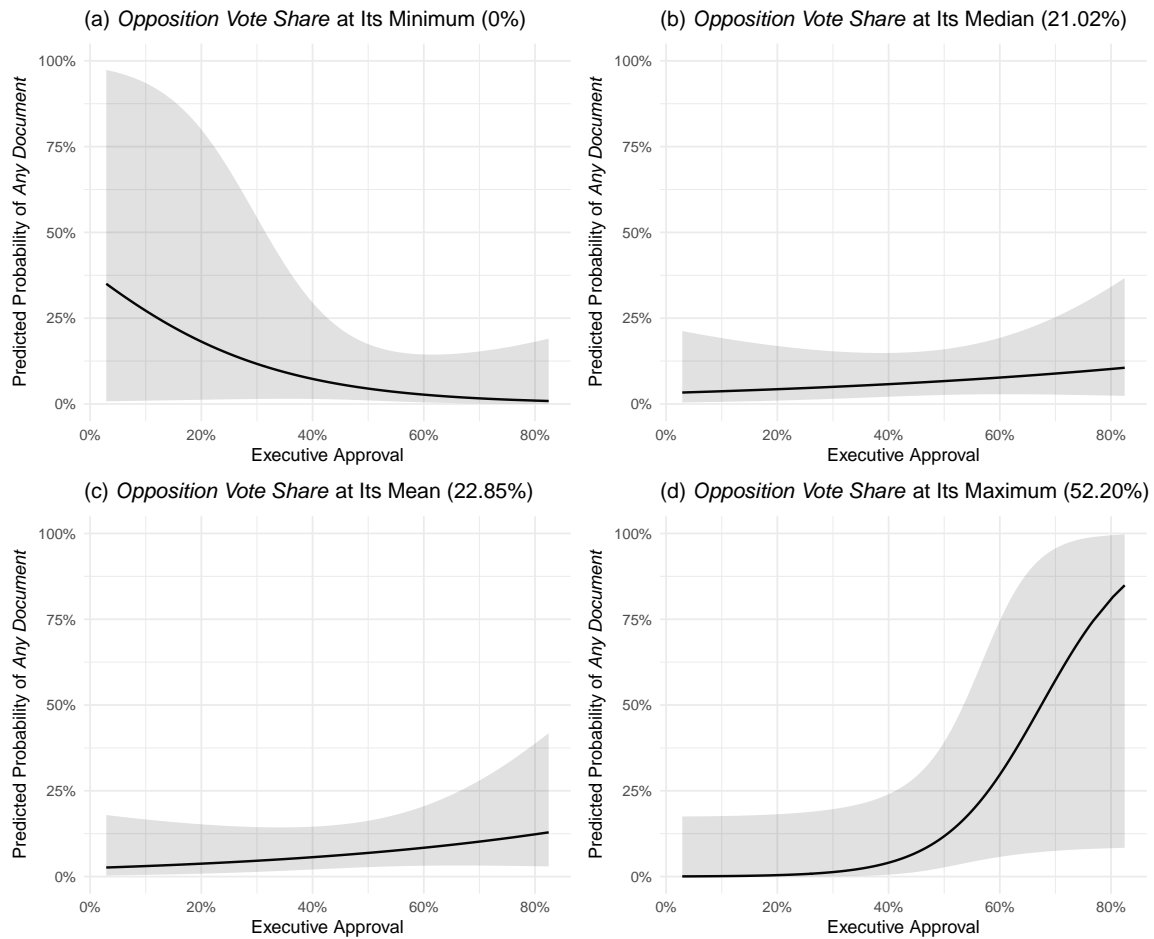 (a) Opposition Vote Share at Its Minimum (0%)
Predicted Probability of Any Document
100%
75%
50%
25%
0%
0% 20% 40% 60% 80%
Executive Approval
(b) Opposition Vote Share at Its Median (21.02%)
Predicted Probability of Any Document
100%
75%
50%
25%
0%
0% 20% 40% 60% 80%
Executive Approval
(c) Opposition Vote Share at Its Mean (22.85%)
Predicted Probability of Any Document
100%
75%
50%
25%
0%
0% 20% 40% 60% 80%
Executive Approval
(d) Opposition Vote Share at Its Maximum (52.20%)
Predicted Probability of Any Document
100%
75%
50%
25%
0%
0% 20% 40% 60% 80%
Executive Approval